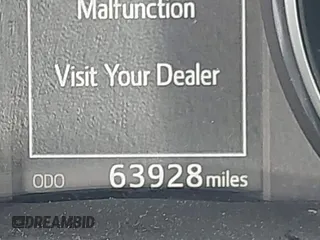 Malfunction
Visit Your Dealer
ODO 63928 miles
DREAMBID